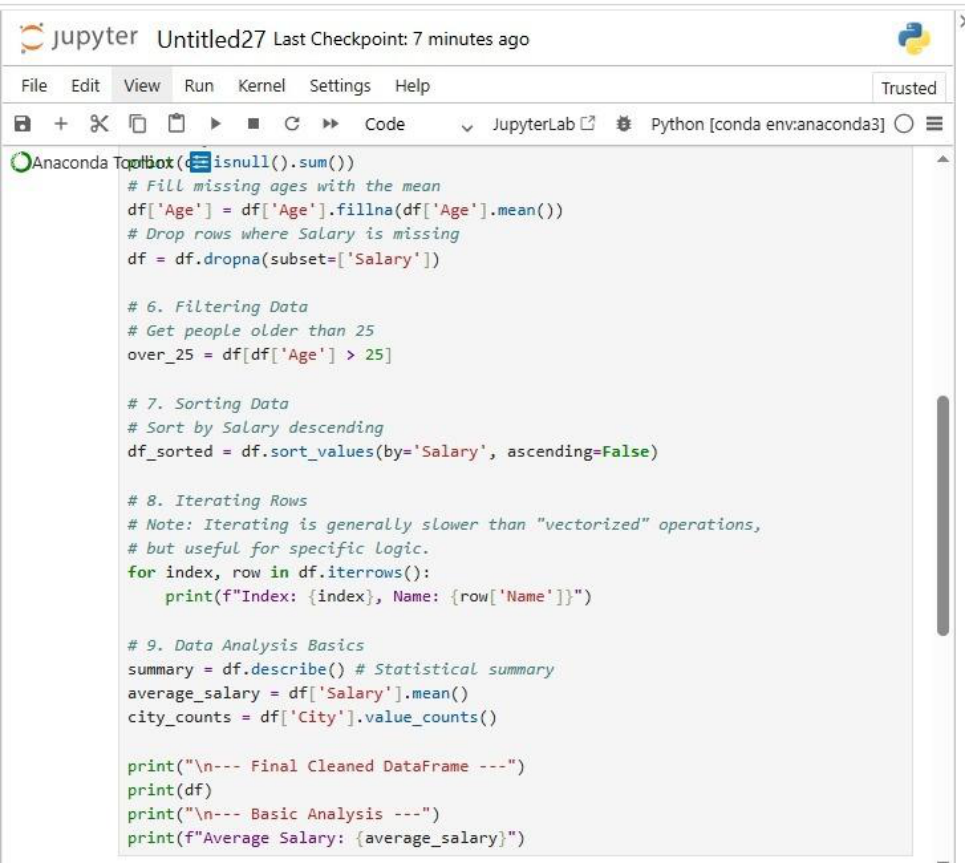 jupyter Untitled27 Last Checkpoint: 7 minutes ago
File Edit View Run Kernel Settings Help Trusted
Code JupyterLab Python [conda env:anaconda3]
Anaconda Toolbox
isnull().sum())
# Fill missing ages with the mean
df['Age'] = df['Age'].fillna(df['Age'].mean())
# Drop rows where Salary is missing
df = df.dropna(subset=['Salary'])
# 6. Filtering Data
# Get people older than 25
over_25 = df[df['Age'] > 25]
# 7. Sorting Data
# Sort by Salary descending
df_sorted = df.sort_values(by='Salary', ascending=False)
# 8. Iterating Rows
# Note: Iterating is generally slower than "vectorized" operations,
# but useful for specific logic.
for index, row in df.iterrows():
    print(f"Index: {index}, Name: {row['Name']}")
# 9. Data Analysis Basics
summary = df.describe() # Statistical summary
average_salary = df['Salary'].mean()
city_counts = df['City'].value_counts()
print("\n--- Final Cleaned DataFrame ---")
print(df)
print("\n--- Basic Analysis ---")
print(f"Average Salary: {average_salary}")